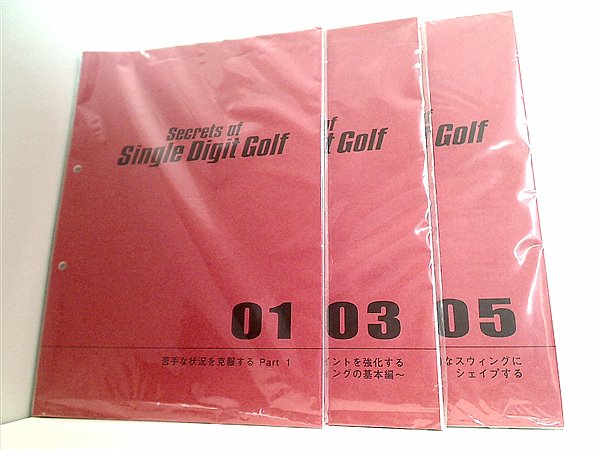 Secrets of
Single Digit Golf
01
苦手な状況を克服する Part 1
of
t Golf
03
イントを強化する
ィングの基本編～
f
Golf
05
なスウィングに
シェイプする